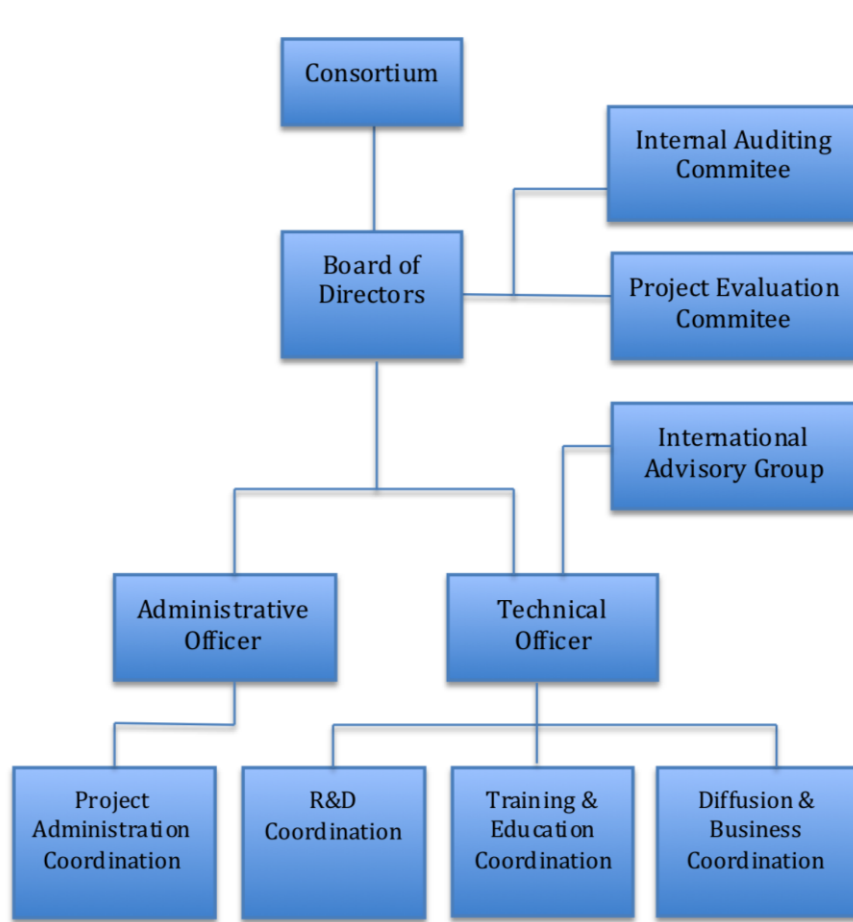 Consortium
Internal Auditing
Commitee
Board of
Directors
Project Evaluation
Commitee
International
Advisory Group
Administrative
Officer
Technical
Officer
Project
Administration
Coordination
R&D
Coordination
Training &
Education
Coordination
Diffusion &
Business
Coordination